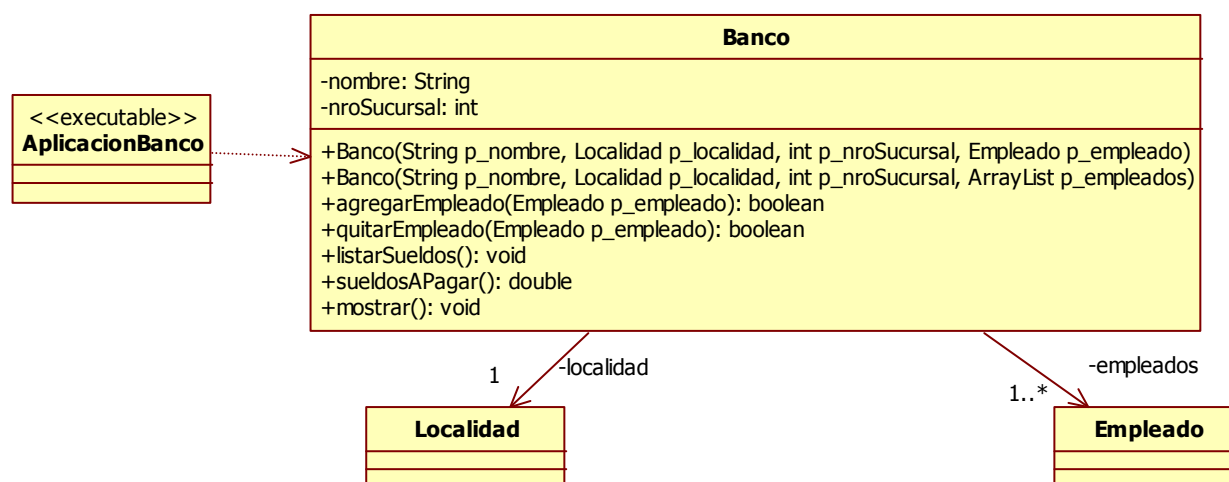 Banco
-nombre: String
-nroSucursal: int
<<executable>>
AplicacionBanco
+Banco(String p_nombre, Localidad p_localidad, int p_nroSucursal, Empleado p_empleado)
+Banco(String p_nombre, Localidad p_localidad, int p_nroSucursal, ArrayList p_empleados)
+agregarEmpleado(Empleado p_empleado): boolean
+quitarEmpleado(Empleado p_empleado): boolean
+listarSueldos(): void
+sueldosAPagar(): double
+mostrar(): void
1
-localidad
-empleados
1..*
Localidad
Empleado